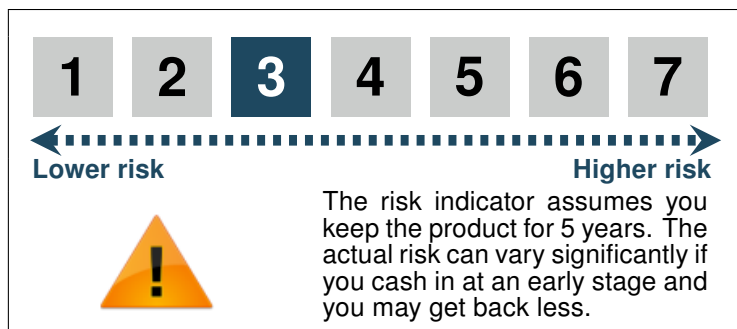 1 2 3 4 5 6 7
Lower risk Higher risk
The risk indicator assumes you
keep the product for 5 years. The
actual risk can vary significantly if
you cash in at an early stage and
you may get back less.